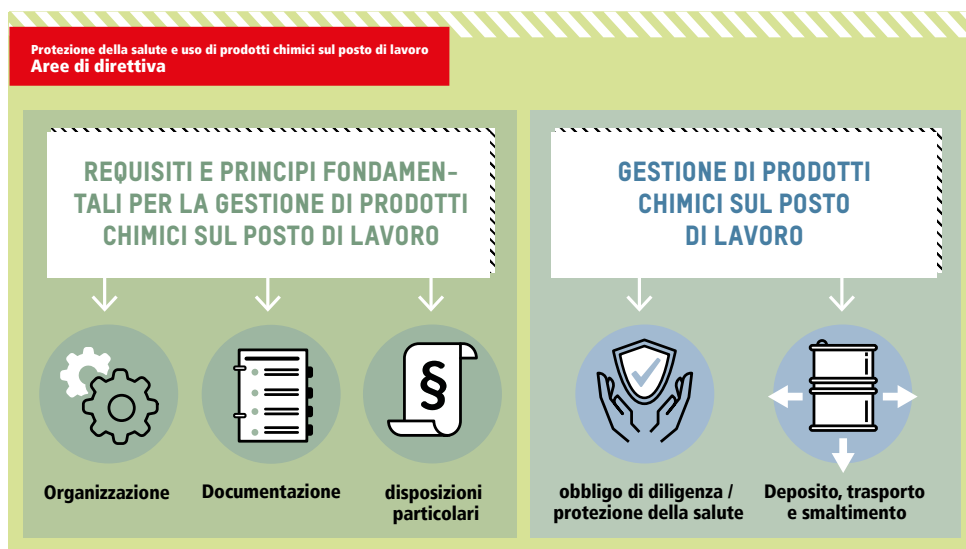 Protezione della salute e uso di prodotti chimici sul posto di lavoro
Aree di direttiva
REQUISITI E PRINCIPI FONDAMEN-
TALI PER LA GESTIONE DI PRODOTTI
CHIMICI SUL POSTO DI LAVORO
§
Organizzazione
Documentazione
disposizioni
particolari
GESTIONE DI PRODOTTI
CHIMICI SUL POSTO
DI LAVORO
obbligo di diligenza /
protezione della salute
Deposito, trasporto
e smaltimento